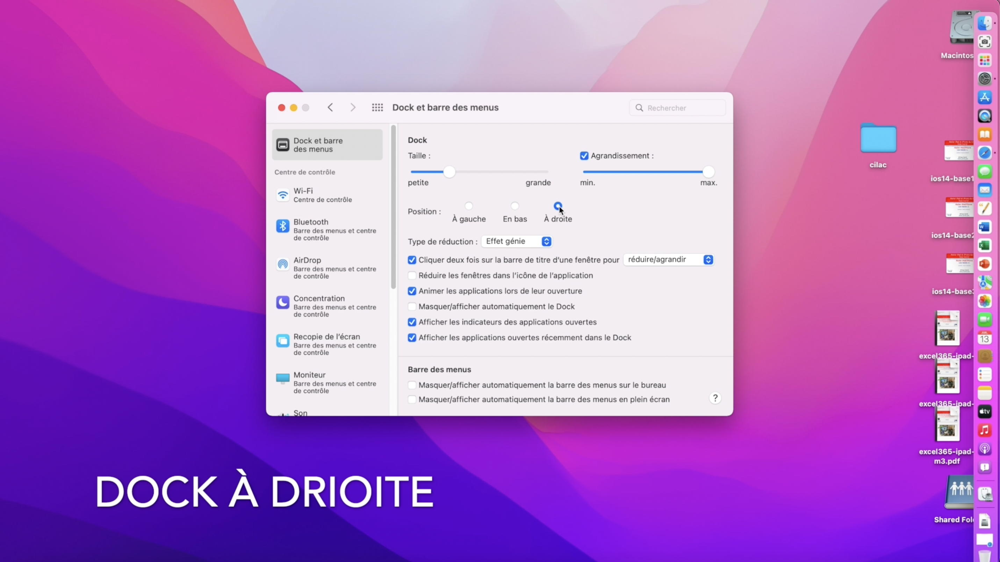 Dock et barre des menus
Rechercher
Dock et barre
des menus
Centre de contrôle
Wi-Fi
Centre de contrôle
Bluetooth
Barre des menus et centre
de contrôle
AirDrop
Barre des menus et centre
de contrôle
Concentration
Barre des menus et centre
de contrôle
Recopie de l'écran
Barre des menus et centre
de contrôle
Moniteur
Barre des menus et centre
de contrôle
Son
Dock
Taille :
petite
grande
Agrandissement :
min.
max.
Position :
À gauche
En bas
À droite
Type de réduction :
Effet génie
Cliquer deux fois sur la barre de titre d'une fenêtre pour
réduire/agrandir
Réduire les fenêtres dans l'icône de l'application
Animer les applications lors de leur ouverture
Masquer/afficher automatiquement le Dock
Afficher les indicateurs des applications ouvertes
Afficher les applications ouvertes récemment dans le Dock
Barre des menus
Masquer/afficher automatiquement la barre des menus sur le bureau
Masquer/afficher automatiquement la barre des menus en plein écran
?
DOCK À DRIOITE
cilac
Macintos
ios14-base1
ios14-base2
ios14-base3
excel365-ipad-
excel365-ipad-
excel365-ipad-
m3.pdf
Shared Fol
JUIL.
13
tv